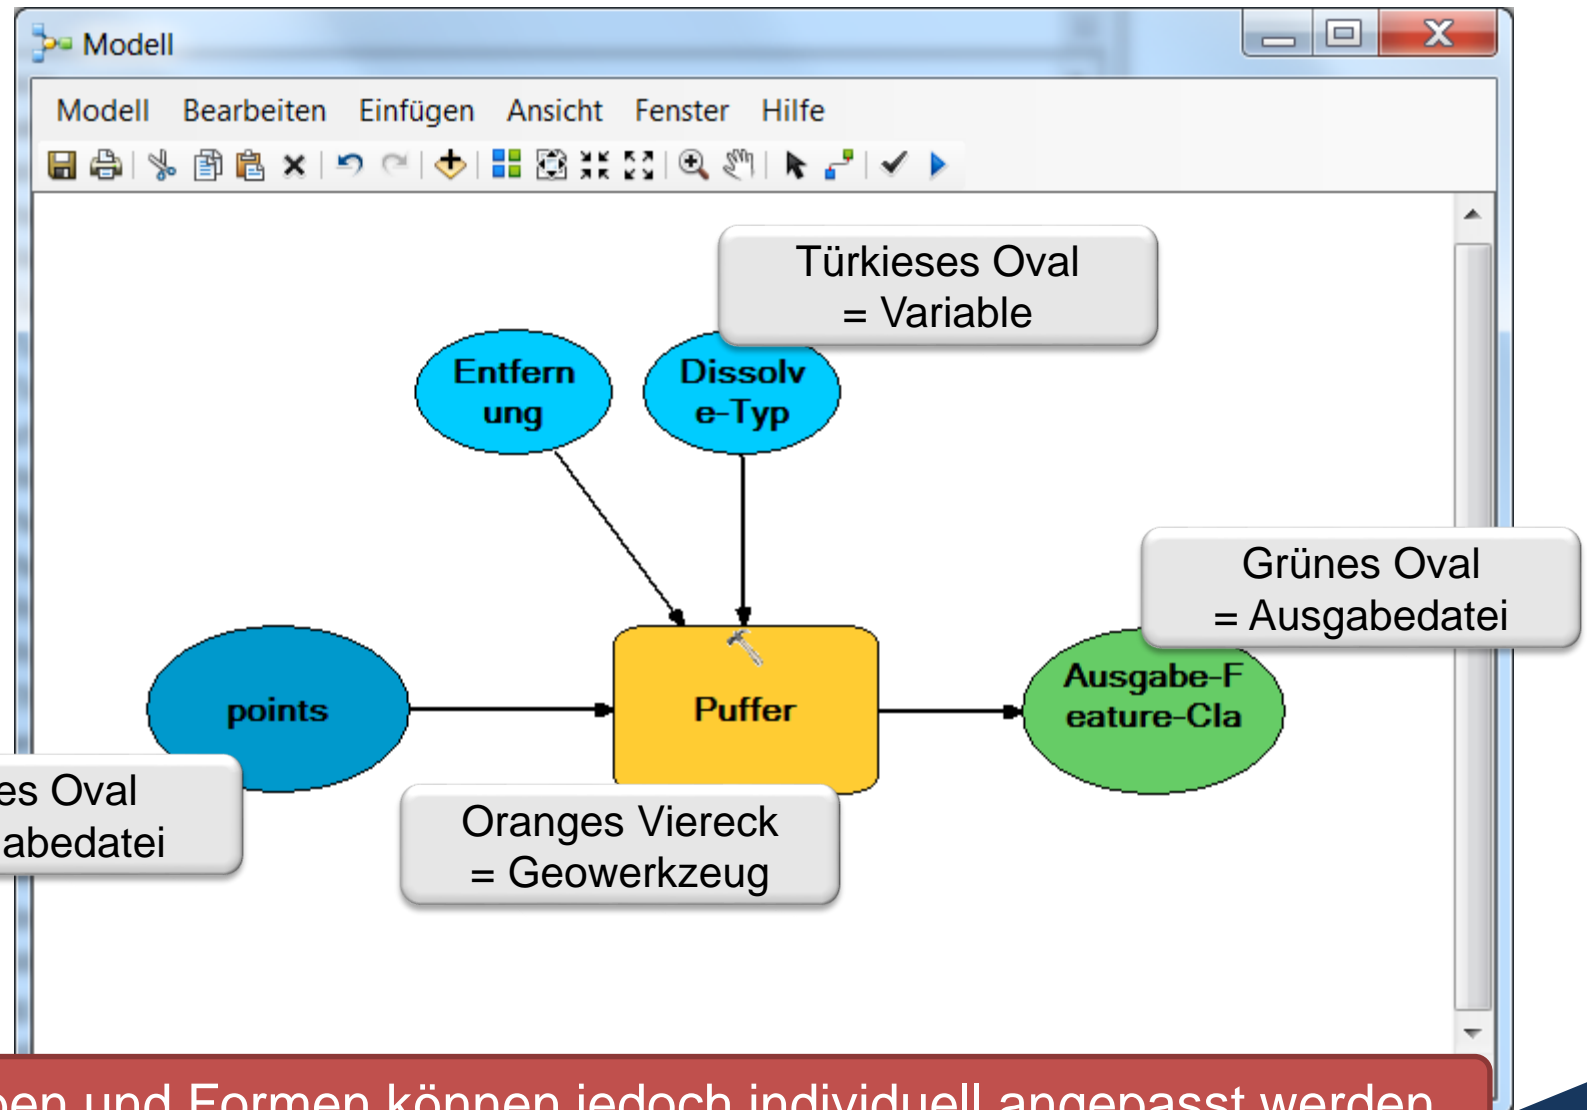 Modell
Modell Bearbeiten Einfügen Ansicht Fenster Hilfe
Türkieses Oval
= Variable
Entfern
ung
Dissolv
e-Typ
Grünes Oval
= Ausgabedatei
points
Puffer
Ausgabe-F
eature-Cla
es Oval
abedatei
Oranges Viereck
= Geowerkzeug
en und Formen können jedoch individuell angepasst werden